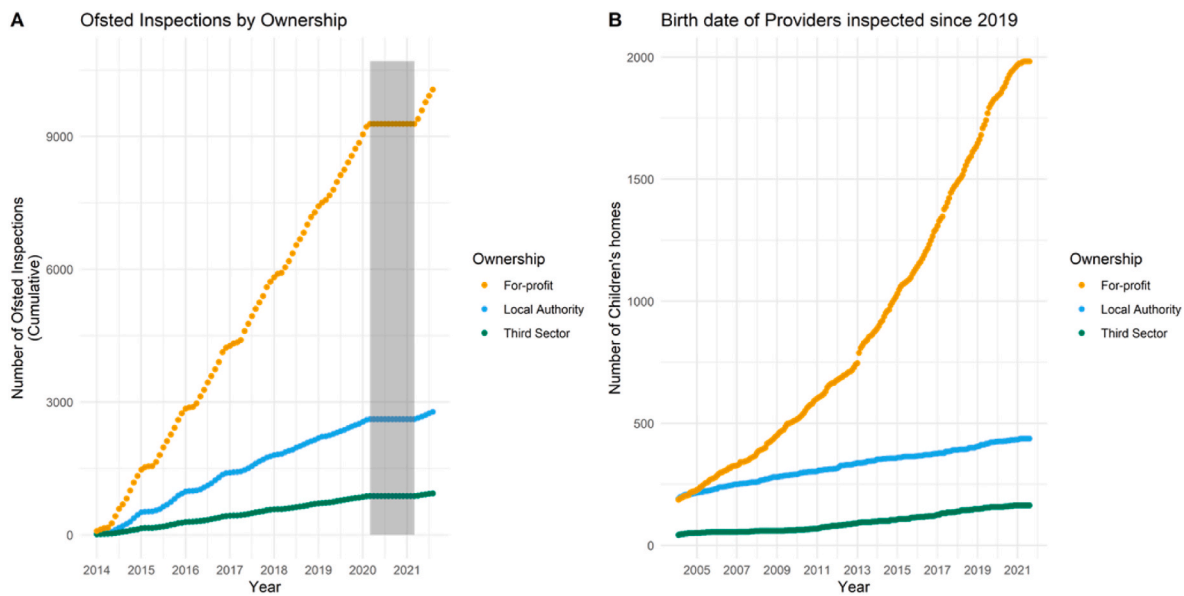 A
Ofsted Inspections by Ownership
Number of Ofsted Inspections
(Cumulative)
9000
6000
3000
0
2014 2015 2016 2017 2018 2019 2020 2021
Year
Ownership
For-profit
Local Authority
Third Sector
B
Birth date of Providers inspected since 2019
Number of Children's homes
2000
1500
1000
500
0
2005 2007 2009 2011 2013 2015 2017 2019 2021
Year
Ownership
For-profit
Local Authority
Third Sector